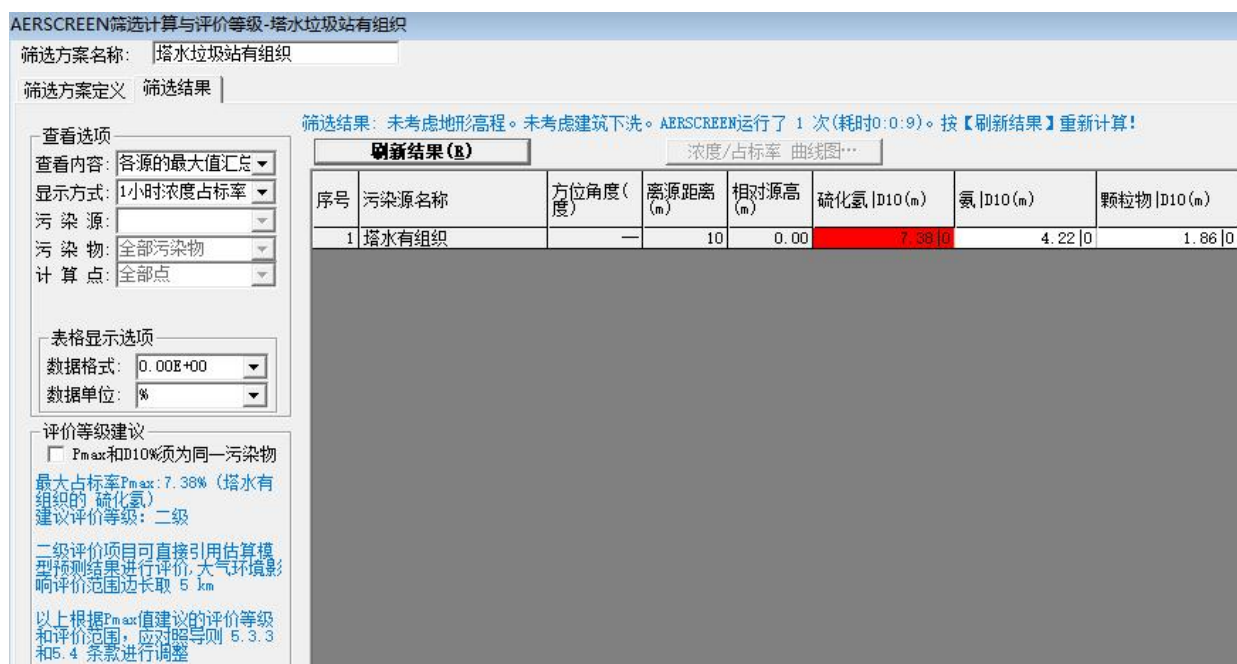 AERSCREEN筛选计算与评价等级-塔水垃圾站有组织
筛选方案名称: 塔水垃圾站有组织
筛选方案定义 筛选结果
筛选结果: 未考虑地形高程。未考虑建筑下洗。AERSCREEN运行了 1 次(耗时0:0:9)。按【刷新结果】重新计算!
查看选项
查看内容: 各源的最大值汇总
显示方式: 1小时浓度占标率
污 染 源:
污 染 物: 全部污染物
计 算 点: 全部点
刷新结果(R) 浓度/占标率 曲线图…
序号 污染源名称 方位角度(度) 离源距离(m) 相对源高(m) 硫化氢|D10(m) 氨|D10(m) 颗粒物|D10(m)
1 塔水有组织 — 10 0.00 7.38|0 4.22|0 1.86|0
表格显示选项
数据格式: 0.00E+00
数据单位: %
评价等级建议
Pmax和D10%须为同一污染物
最大占标率Pmax:7.38% (塔水有
组织的 硫化氢)
建议评价等级: 二级
二级评价项目可直接引用估算模
型预测结果进行评价,大气环境影
响评价范围边长取 5 km
以上根据Pmax值建议的评价等级
和评价范围, 应对照导则 5.3.3
和5.4 条款进行调整